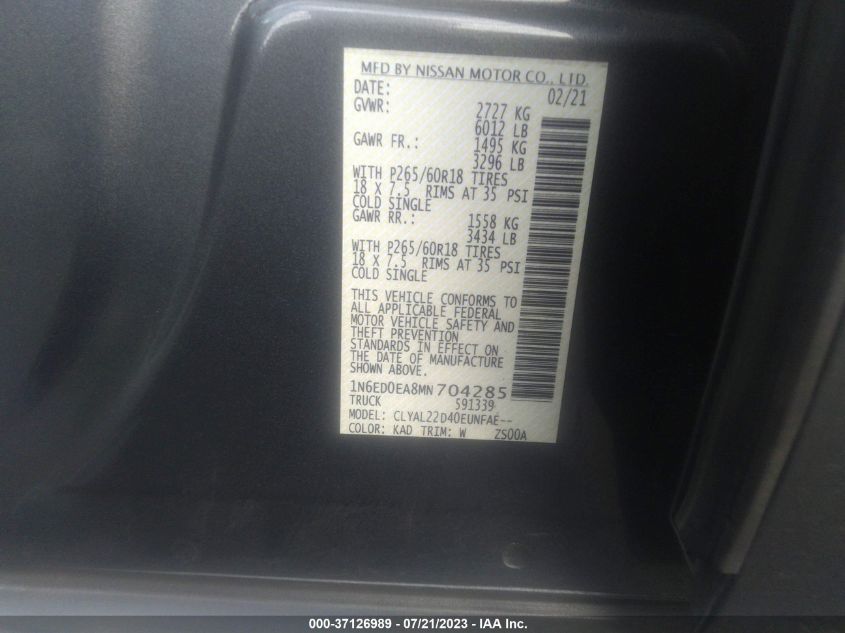 MFD BY NISSAN MOTOR CO., LTD.
DATE: 02/21
GVWR: 2727 KG
6012 LB
GAWR FR.: 1495 KG
3296 LB
WITH P265/60R18 TIRES
18 X 7.5 RIMS AT 35 PSI
COLD SINGLE
GAWR RR.: 1558 KG
3434 LB
WITH P265/60R18 TIRES
18 X 7.5 RIMS AT 35 PSI
COLD SINGLE
THIS VEHICLE CONFORMS TO
ALL APPLICABLE FEDERAL
MOTOR VEHICLE SAFETY AND
THEFT PREVENTION
STANDARDS IN EFFECT ON
THE DATE OF MANUFACTURE
SHOWN ABOVE.
1N6ED0EA8MN704285
TRUCK 591339
MODEL: CLYAL22D40EUNFAE--
COLOR: KAD TRIM: W ZS00A
000-37126989 - 07/21/2023 - IAA Inc.